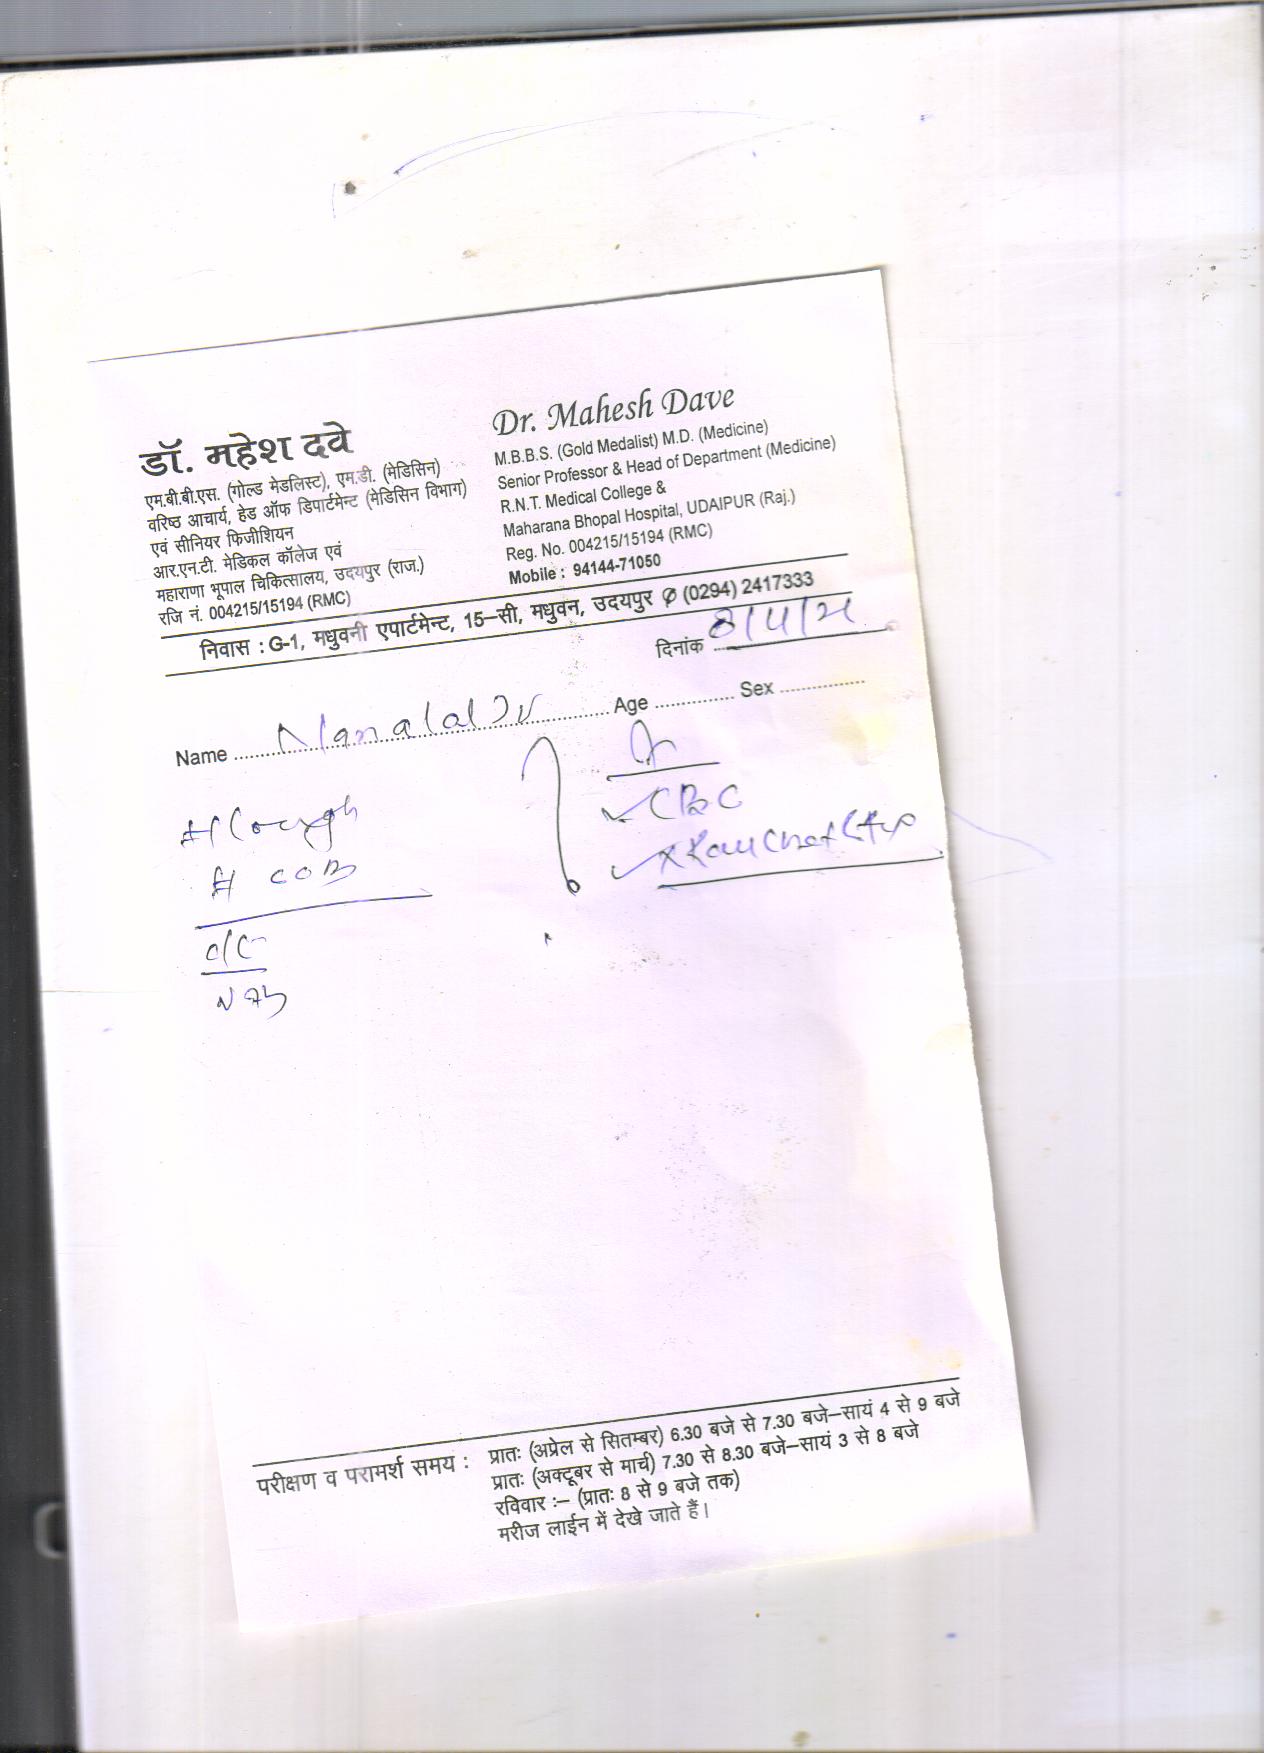 डॉ. महेश दवे
एम.बी.बी.एस. (गोल्ड मेडलिस्ट), एम.डी. (मेडिसिन)
वरिष्ठ आचार्य, हेड ऑफ डिपार्टमेन्ट (मेडिसिन विभाग)
एवं सीनियर फिजीशियन
आर.एन.टी. मेडिकल कॉलेज एवं
महाराणा भूपाल चिकित्सालय, उदयपुर (राज.)
रजि नं. 004215/15194 (RMC)
Dr. Mahesh Dave
M.B.B.S. (Gold Medalist) M.D. (Medicine)
Senior Professor & Head of Department (Medicine)
R.N.T. Medical College &
Maharana Bhopal Hospital, UDAIPUR (Raj.)
Reg. No. 004215/15194 (RMC)
Mobile : 94144-71050
निवास : G-1, मधुवनी एपार्टमेन्ट, 15-सी, मधुवन, उदयपुर ✆ (0294) 2417333
दिनांक
Name Nanalal Age Sex
H/ Cough
H/ COB
O/E
CBC
परीक्षण व परामर्श समय : प्रातः (अप्रेल से सितम्बर) 6.30 बजे से 7.30 बजे-सायं 4 से 9 बजे
प्रातः (अक्टूबर से मार्च) 7.30 से 8.30 बजे-सायं 3 से 8 बजे
रविवार :- (प्रातः 8 से 9 बजे तक)
मरीज लाईन में देखे जाते हैं।